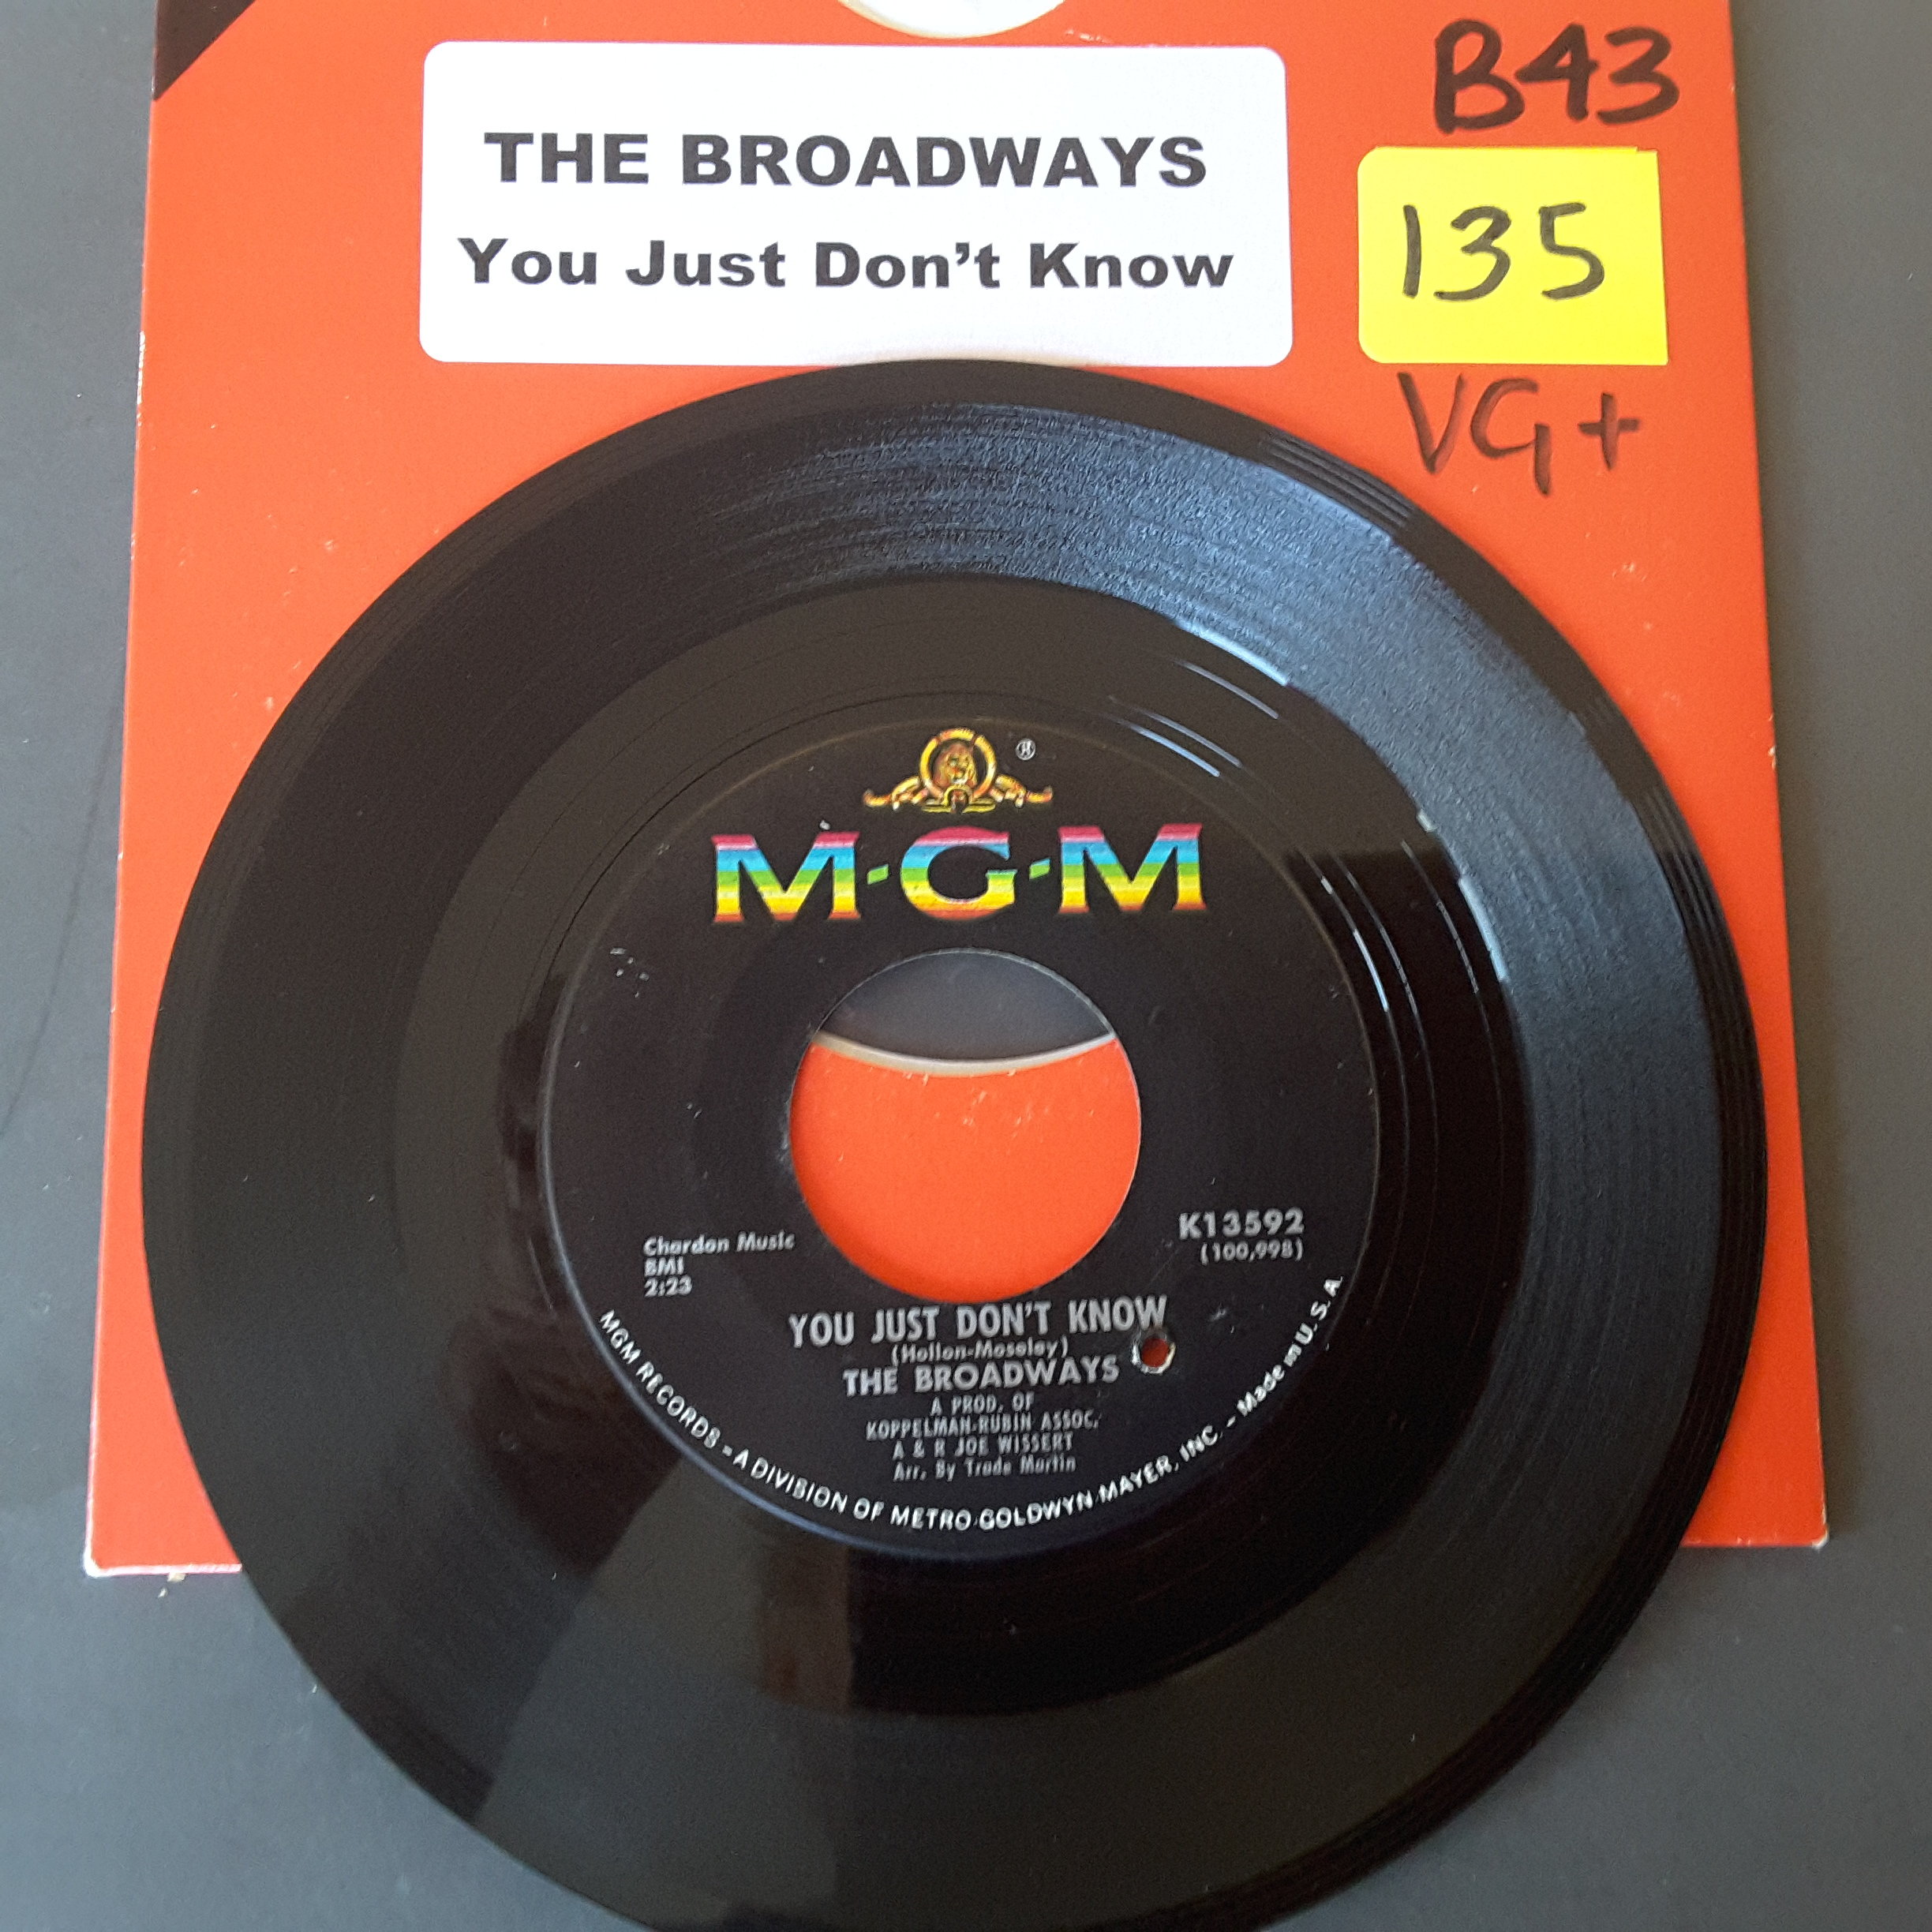 B43
THE BROADWAYS
You Just Don't Know
135
VG+
®
M·G·M
Chardon Music
BMI
2:23
K13592
(100,998)
YOU JUST DON'T KNOW
(Hollon-Moseley)
THE BROADWAYS
A PROD. OF
KOPPELMAN-RUBIN ASSOC.
A & R JOE WISSERT
Arr. By Trade Martin
MGM RECORDS - A DIVISION OF METRO-GOLDWYN-MAYER, INC. - Made in U.S.A.